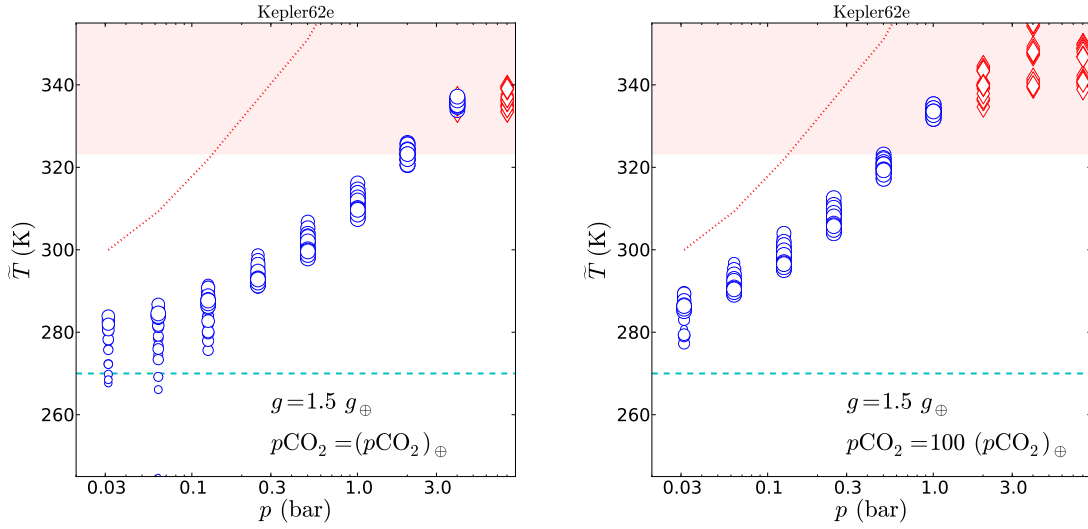 Kepler62e
340
320
300
280
260
T̃ (K)
0.03 0.1 0.3 1.0 3.0
p (bar)
g=1.5 g⊕
pCO₂=(pCO₂)⊕
Kepler62e
340
320
300
280
260
T̃ (K)
0.03 0.1 0.3 1.0 3.0
p (bar)
g=1.5 g⊕
pCO₂=100 (pCO₂)⊕